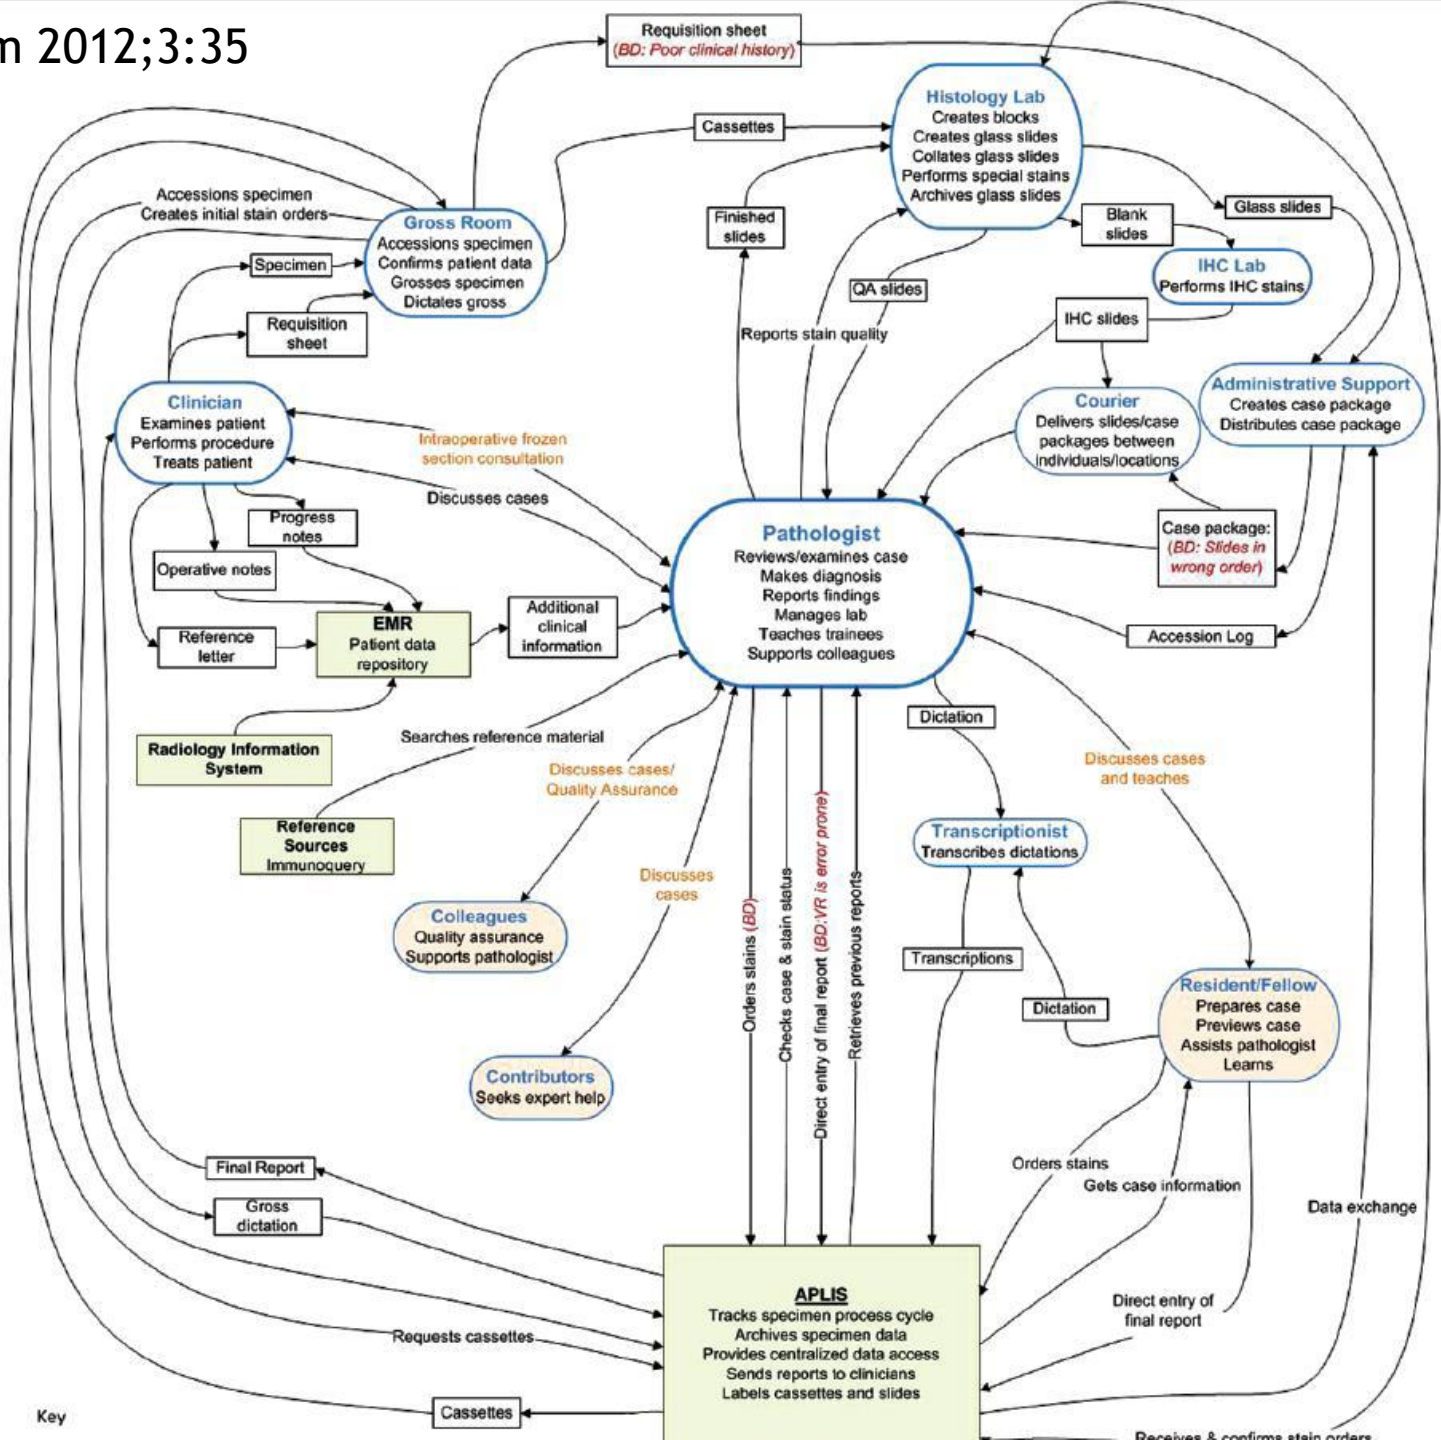 m 2012;3:35
Requisition sheet
(BD: Poor clinical history)
Histology Lab
Creates blocks
Creates glass slides
Collates glass slides
Performs special stains
Archives glass slides
Cassettes
Accessions specimen
Creates initial stain orders
Gross Room
Accessions specimen
Confirms patient data
Grosses specimen
Dictates gross
Finished
slides
Blank
slides
Glass slides
Specimen
IHC Lab
Performs IHC stains
QA slides
Requisition
sheet
Reports stain quality
IHC slides
Clinician
Examines patient
Performs procedure
Treats patient
Courier
Delivers slides/case
packages between
individuals/locations
Administrative Support
Creates case package
Distributes case package
Intraoperative frozen
section consultation
Discusses cases
Progress
notes
Operative notes
Reference
letter
EMR
Patient data
repository
Additional
clinical
information
Pathologist
Reviews/examines case
Makes diagnosis
Reports findings
Manages lab
Teaches trainees
Supports colleagues
Case package:
(BD: Slides in
wrong order)
Accession Log
Radiology Information
System
Searches reference material
Dictation
Discusses cases/
Quality Assurance
Discusses cases
and teaches
Reference
Sources
Immunoquery
Transcriptionist
Transcribes dictations
Discusses
cases
Colleagues
Quality assurance
Supports pathologist
Orders stains (BD)
Checks case & stain status
Direct entry of final report (BD:VR is error prone)
Retrieves previous reports
Transcriptions
Dictation
Resident/Fellow
Prepares case
Previews case
Assists pathologist
Learns
Contributors
Seeks expert help
Final Report
Gross
dictation
Orders stains
Gets case information
Data exchange
Direct entry of
final report
APLIS
Tracks specimen process cycle
Archives specimen data
Provides centralized data access
Sends reports to clinicians
Labels cassettes and slides
Requests cassettes
Cassettes
Key
Receives & confirms stain orders